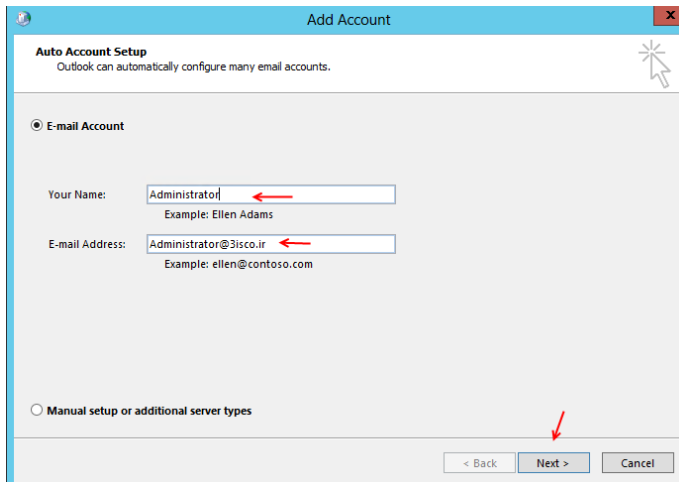 Add Account
x
Auto Account Setup
Outlook can automatically configure many email accounts.
E-mail Account
Your Name: Administrator
Example: Ellen Adams
E-mail Address: Administrator@3isco.ir
Example: ellen@contoso.com
Manual setup or additional server types
< Back Next > Cancel